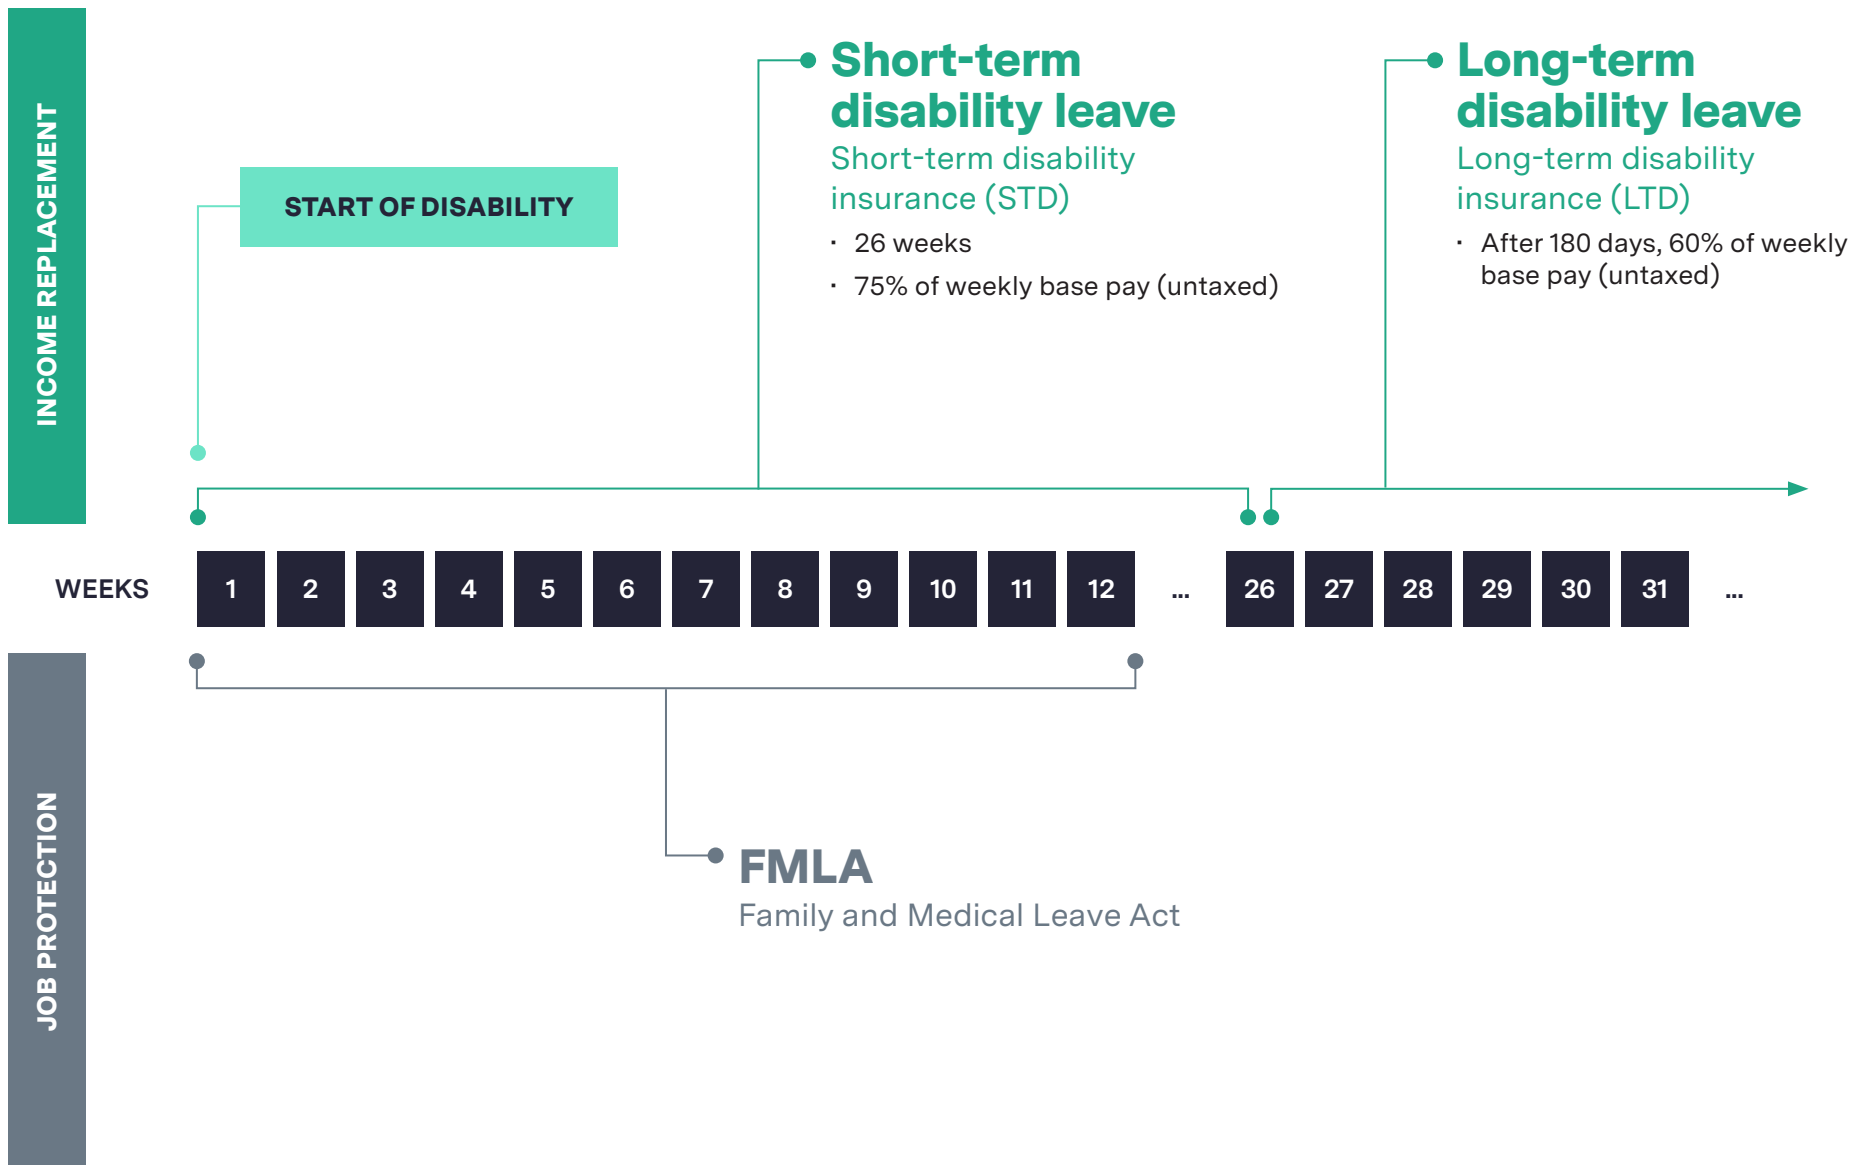 INCOME REPLACEMENT
START OF DISABILITY
Short-term
disability leave
Short-term disability
insurance (STD)
· 26 weeks
· 75% of weekly base pay (untaxed)
Long-term
disability leave
Long-term disability
insurance (LTD)
· After 180 days, 60% of weekly
base pay (untaxed)
WEEKS 1 2 3 4 5 6 7 8 9 10 11 12 ... 26 27 28 29 30 31 ...
JOB PROTECTION
FMLA
Family and Medical Leave Act